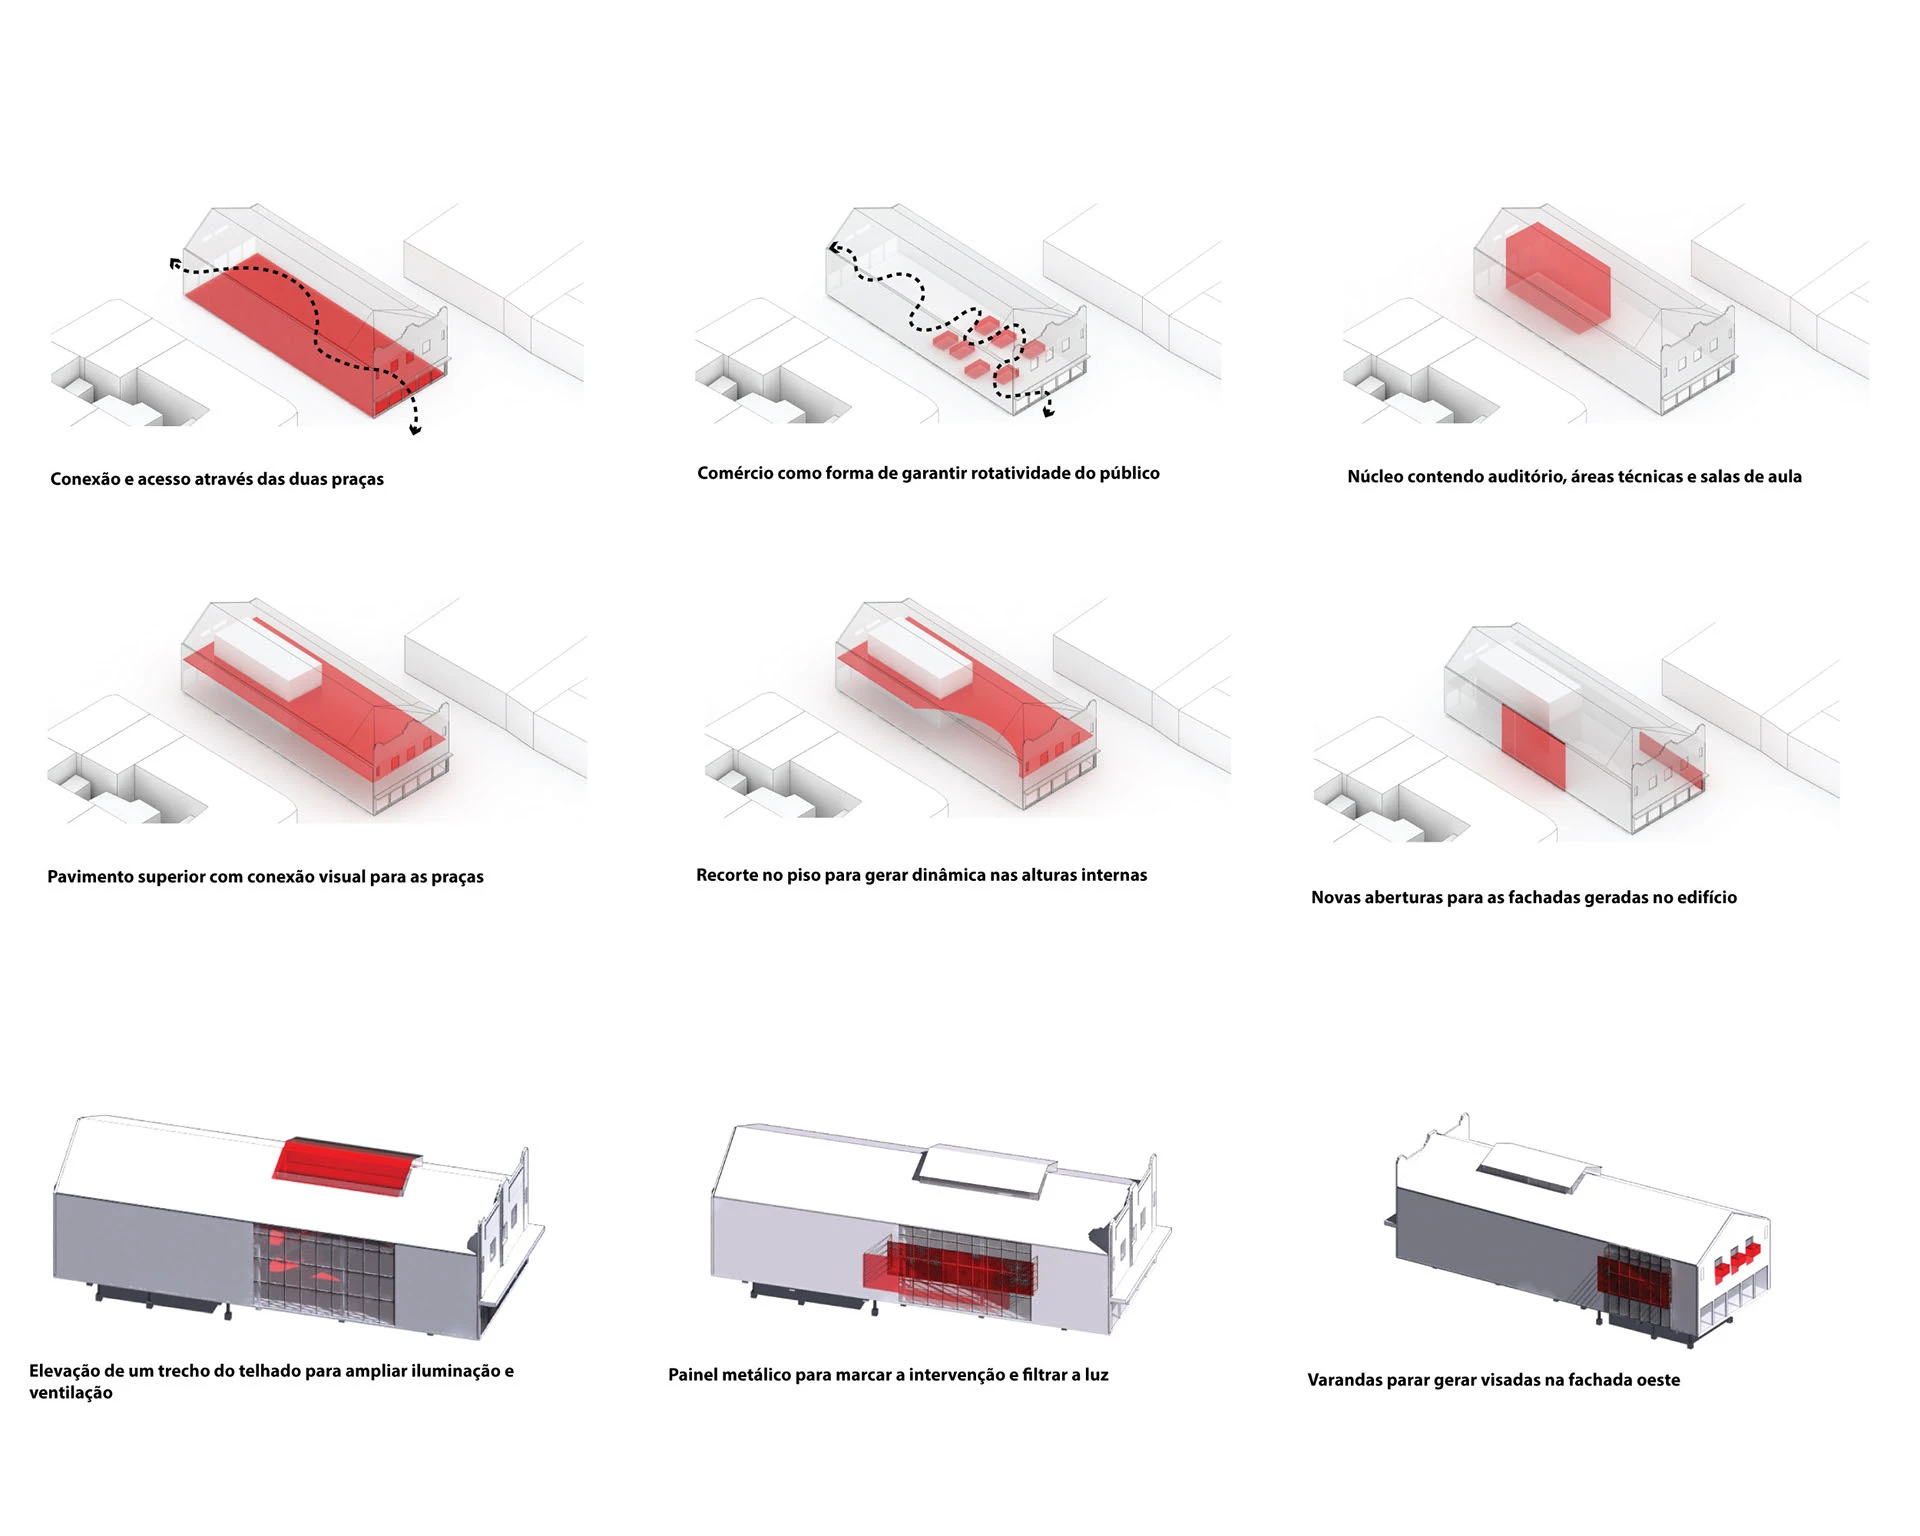 Conexão e acesso através das duas praças
Comércio como forma de garantir rotatividade do público
Núcleo contendo auditório, áreas técnicas e salas de aula
Pavimento superior com conexão visual para as praças
Recorte no piso para gerar dinâmica nas alturas internas
Novas aberturas para as fachadas geradas no edifício
Elevação de um trecho do telhado para ampliar iluminação e
ventilação
Painel metálico para marcar a intervenção e filtrar a luz
Varandas parar gerar visadas na fachada oeste